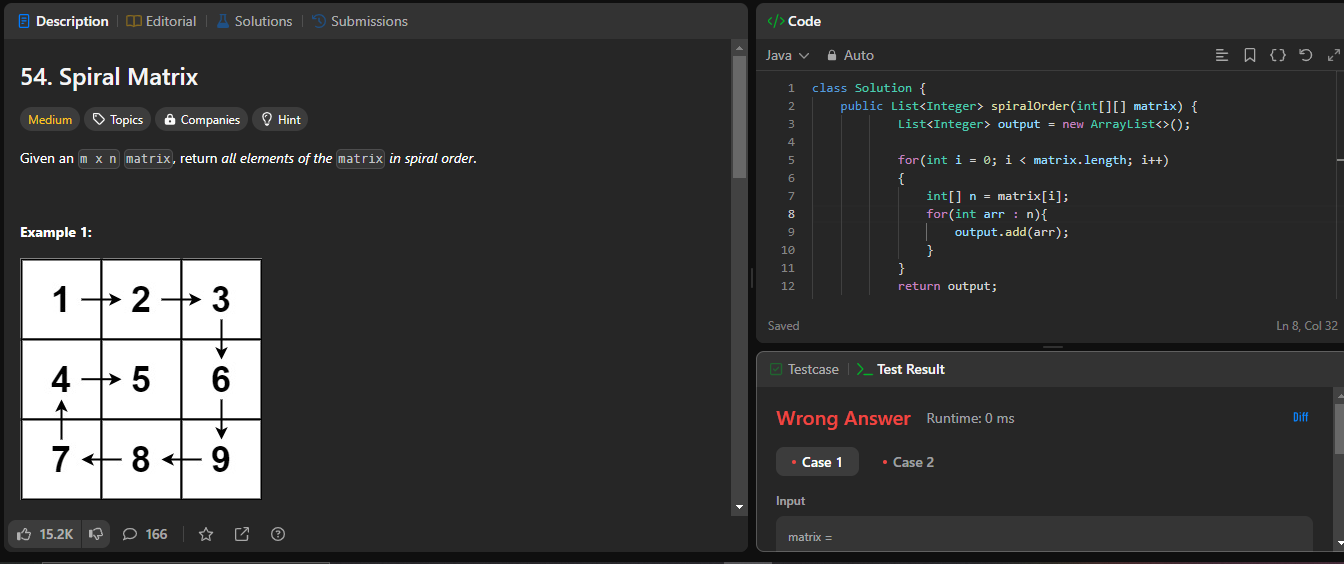 Description | Editorial | Solutions | Submissions
54. Spiral Matrix
Medium Topics Companies Hint
Given an m x n matrix, return all elements of the matrix in spiral order.
Example 1:
1 2 3
4 5 6
7 8 9
15.2K 166
</> Code
Java Auto
1 class Solution {
2 public List<Integer> spiralOrder(int[][] matrix) {
3 List<Integer> output = new ArrayList<>();
4
5 for(int i = 0; i < matrix.length; i++)
6 {
7 int[] n = matrix[i];
8 for(int arr : n){
9 output.add(arr);
10 }
11 }
12 return output;
Saved Ln 8, Col 32
Testcase | >_ Test Result
Wrong Answer Runtime: 0 ms Diff
• Case 1 • Case 2
Input
matrix =